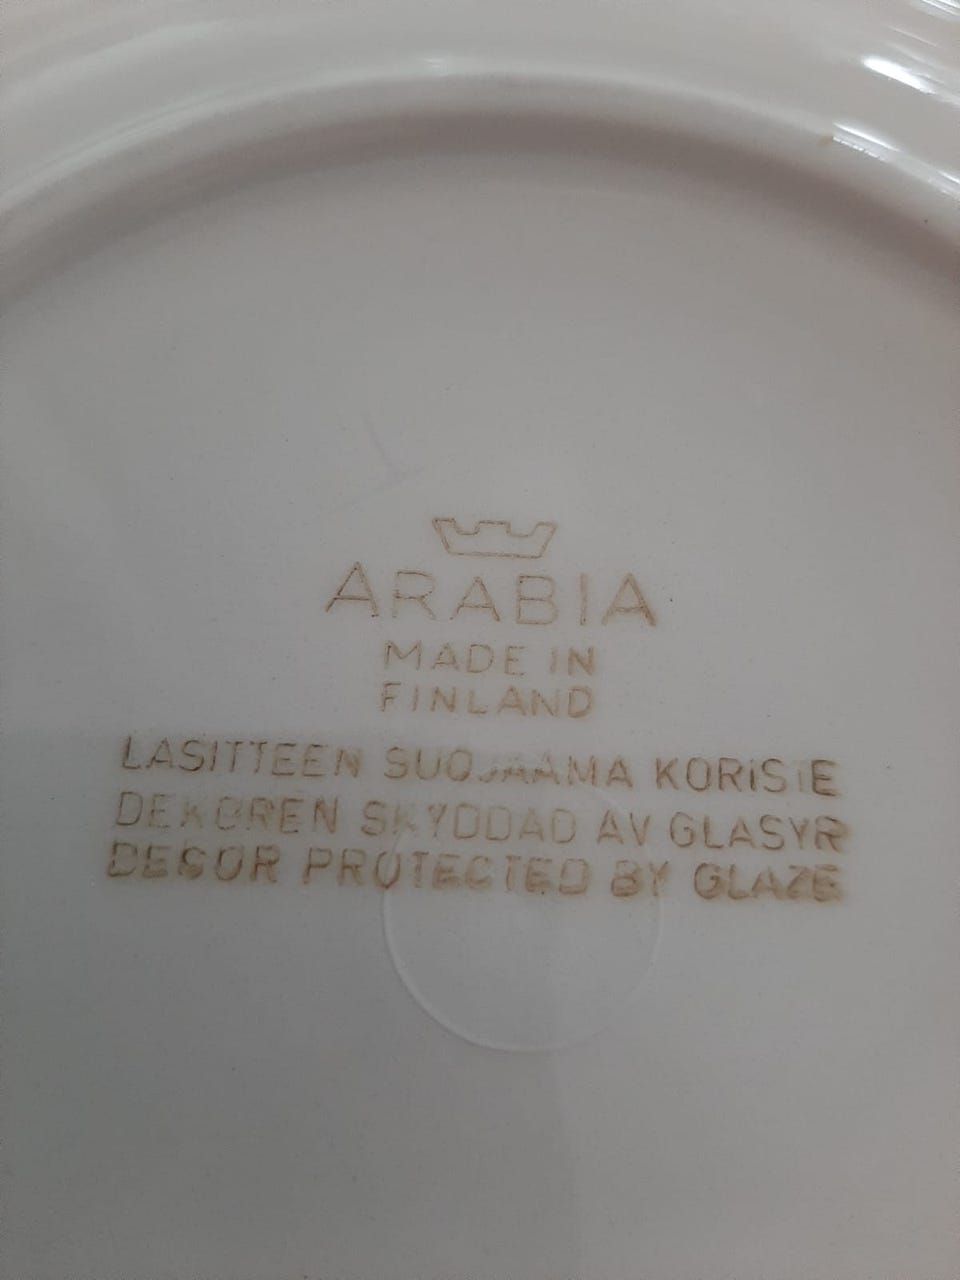 ARABIA
MADE IN
FINLAND
LASITTEEN SUOJAAMA KORISTE
DEKOREN SKYDDAD AV GLASYR
DECOR PROTECTED BY GLAZE